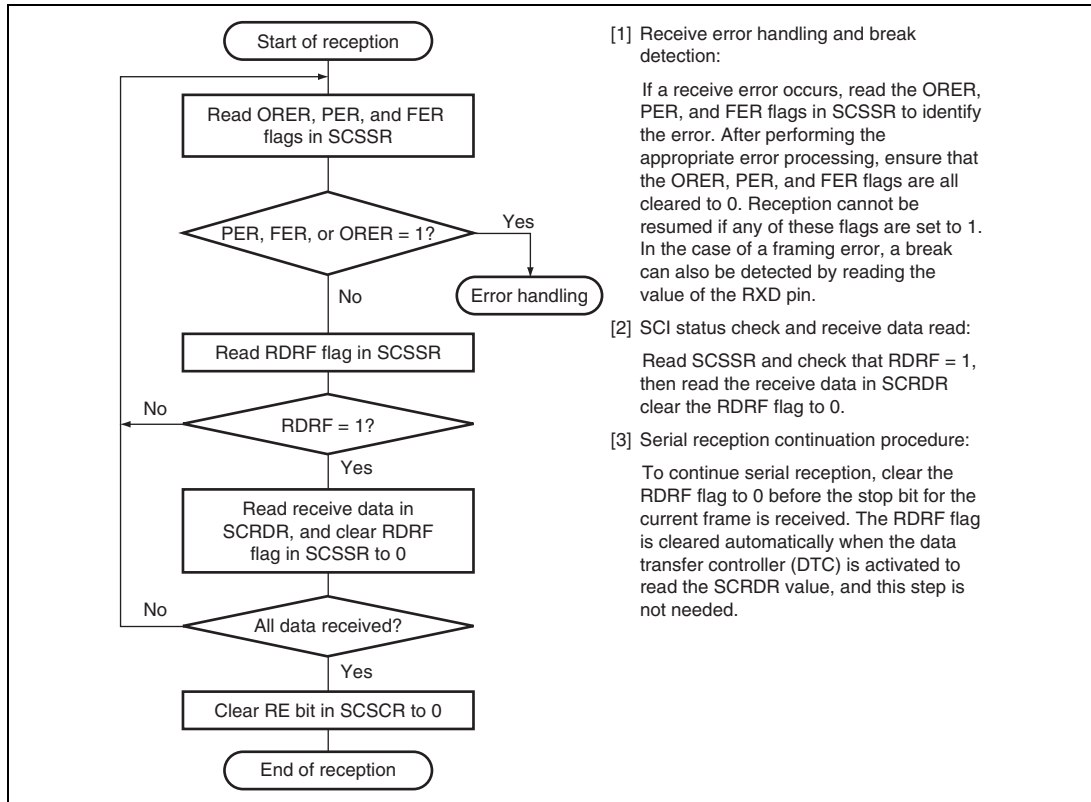 Start of reception
Read ORER, PER, and FER
flags in SCSSR
PER, FER, or ORER = 1?
Yes
Error handling
No
Read RDRF flag in SCSSR
No
RDRF = 1?
Yes
Read receive data in
SCRDR, and clear RDRF
flag in SCSSR to 0
No
All data received?
Yes
Clear RE bit in SCSCR to 0
End of reception
[1] Receive error handling and break
detection:
If a receive error occurs, read the ORER,
PER, and FER flags in SCSSR to identify
the error. After performing the
appropriate error processing, ensure that
the ORER, PER, and FER flags are all
cleared to 0. Reception cannot be
resumed if any of these flags are set to 1.
In the case of a framing error, a break
can also be detected by reading the
value of the RXD pin.
[2] SCI status check and receive data read:
Read SCSSR and check that RDRF = 1,
then read the receive data in SCRDR
clear the RDRF flag to 0.
[3] Serial reception continuation procedure:
To continue serial reception, clear the
RDRF flag to 0 before the stop bit for the
current frame is received. The RDRF flag
is cleared automatically when the data
transfer controller (DTC) is activated to
read the SCRDR value, and this step is
not needed.